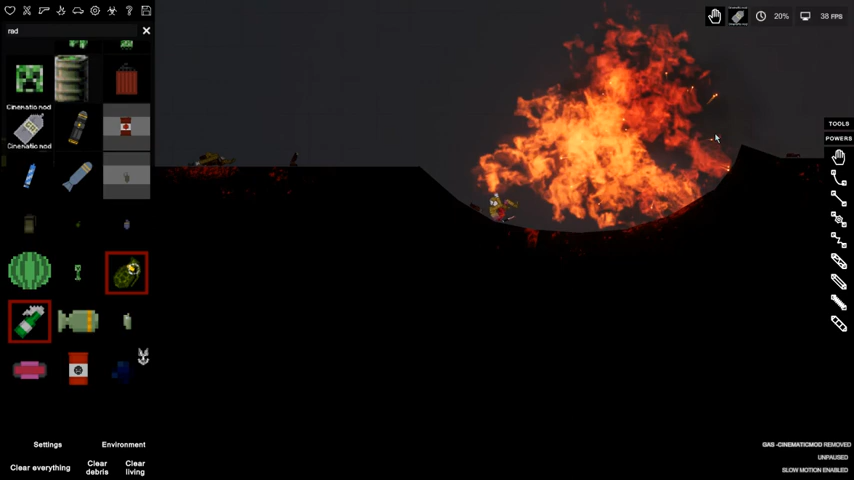 20%
38 FPS
rad
Cinematic mod
Cinematic mod
TOOLS
POWERS
Settings
Environment
Clear everything
Clear debris
Clear living
GAS -CINEMATICMOD REMOVED
UNPAUSED
SLOW MOTION ENABLED